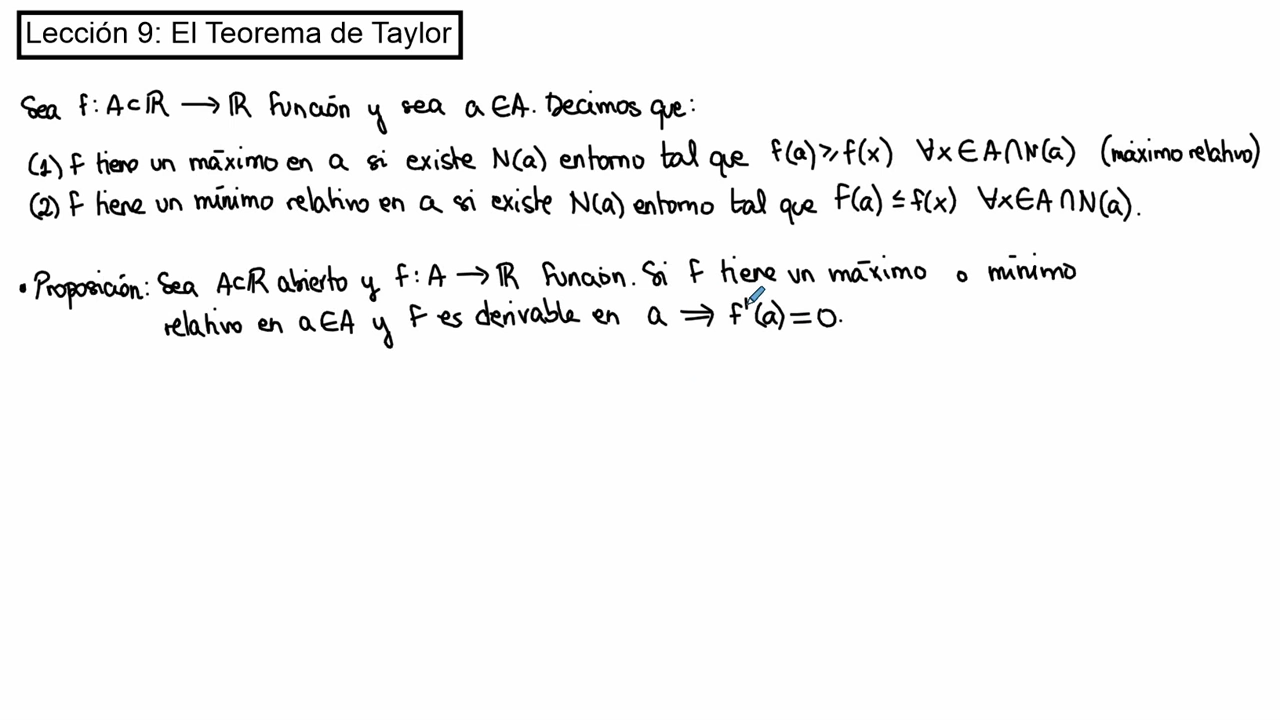 Lección 9: El Teorema de Taylor
Sea f: A⊂ℝ → ℝ función y sea a∈A. Decimos que:
(1) f tiene un máximo en a si existe N(a) entorno tal que f(a) ≥ f(x) ∀x∈A∩N(a) (máximo relativo)
(2) f tiene un mínimo relativo en a si existe N(a) entorno tal que f(a) ≤ f(x) ∀x∈A∩N(a).
• Proposición: Sea A⊂ℝ abierto y f: A → ℝ función. Si f tiene un máximo o mínimo
relativo en a∈A y f es derivable en a ⇒ f'(a) = 0.